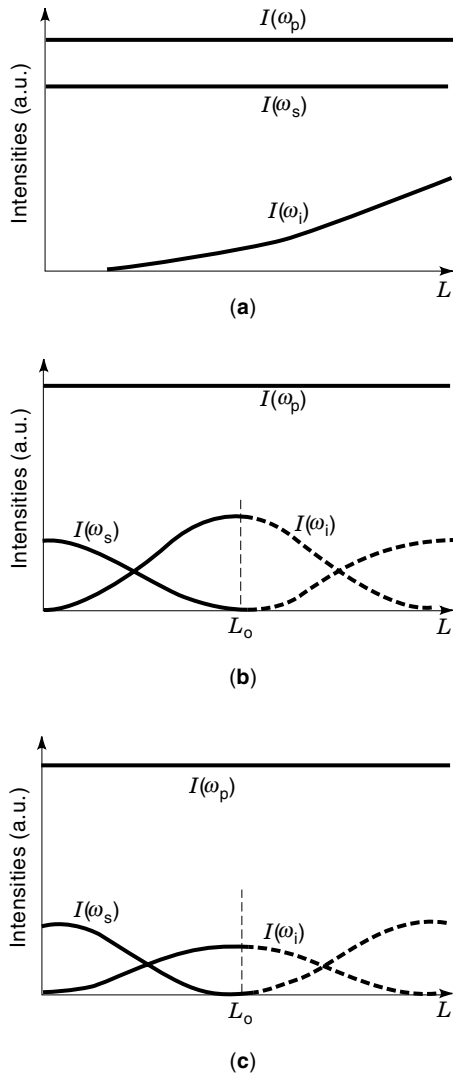 Intensities (a.u.)
I(ωp)
I(ωs)
I(ωi)
L
(a)
Intensities (a.u.)
I(ωp)
I(ωs)
I(ωi)
Lo
L
(b)
Intensities (a.u.)
I(ωp)
I(ωs)
I(ωi)
Lo
L
(c)